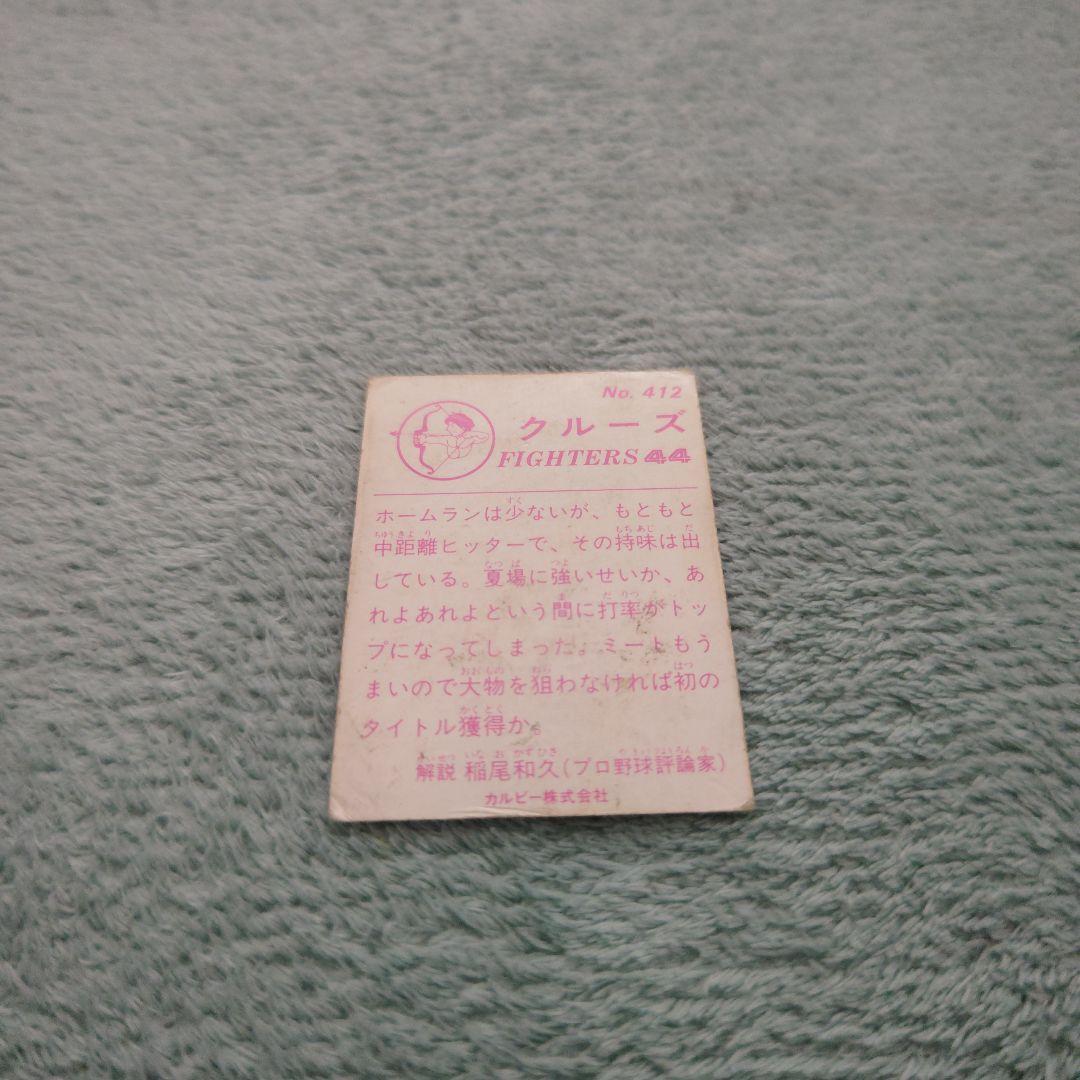 No. 412
クルーズ
FIGHTERS 44
ホームランは少ないが、もともと
中距離ヒッターで、その持味は出
している。夏場に強いせいか、あ
れよあれよという間に打率がトッ
プになってしまった。ミートもう
まいので大物を狙わなければ初の
タイトル獲得か。
解説 稲尾和久(プロ野球評論家)
カルビー株式会社